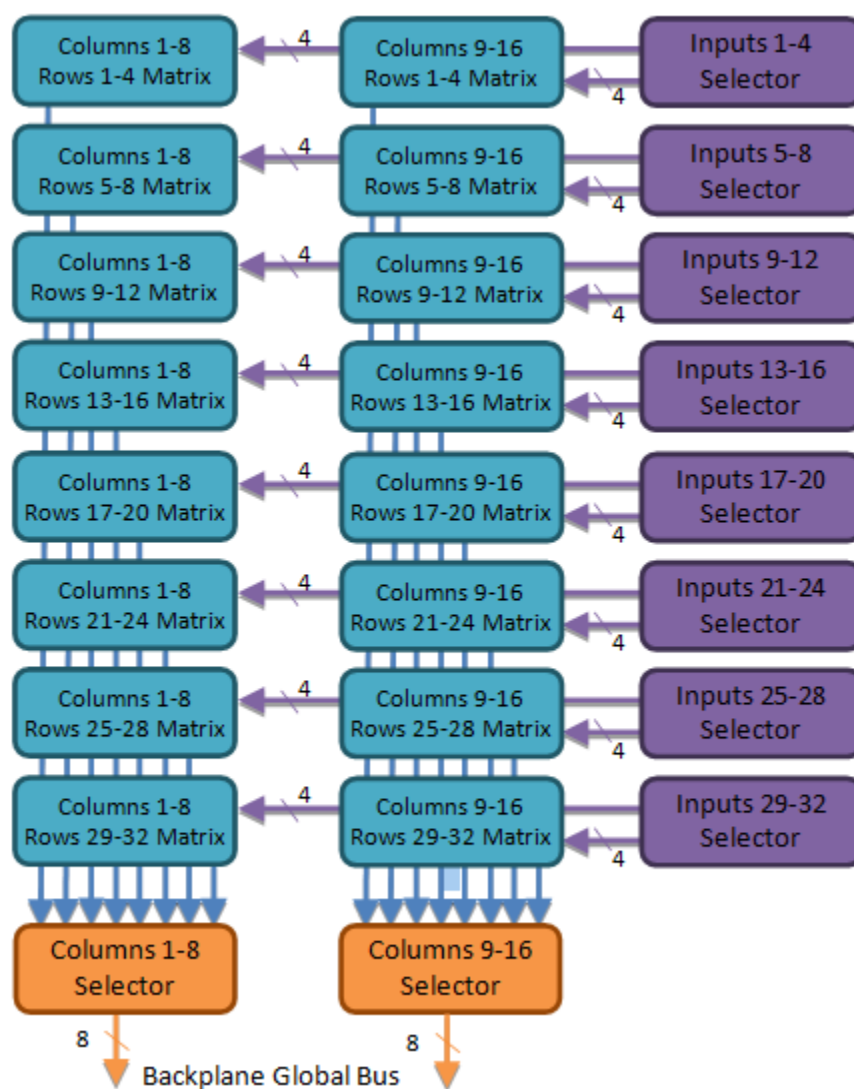 Columns 1-8
Rows 1-4 Matrix
4
Columns 9-16
Rows 1-4 Matrix
4
Inputs 1-4
Selector
Columns 1-8
Rows 5-8 Matrix
4
Columns 9-16
Rows 5-8 Matrix
4
Inputs 5-8
Selector
Columns 1-8
Rows 9-12 Matrix
4
Columns 9-16
Rows 9-12 Matrix
4
Inputs 9-12
Selector
Columns 1-8
Rows 13-16 Matrix
4
Columns 9-16
Rows 13-16 Matrix
4
Inputs 13-16
Selector
Columns 1-8
Rows 17-20 Matrix
4
Columns 9-16
Rows 17-20 Matrix
4
Inputs 17-20
Selector
Columns 1-8
Rows 21-24 Matrix
4
Columns 9-16
Rows 21-24 Matrix
4
Inputs 21-24
Selector
Columns 1-8
Rows 25-28 Matrix
4
Columns 9-16
Rows 25-28 Matrix
4
Inputs 25-28
Selector
Columns 1-8
Rows 29-32 Matrix
4
Columns 9-16
Rows 29-32 Matrix
4
Inputs 29-32
Selector
Columns 1-8
Selector
Columns 9-16
Selector
8
8
Backplane Global Bus